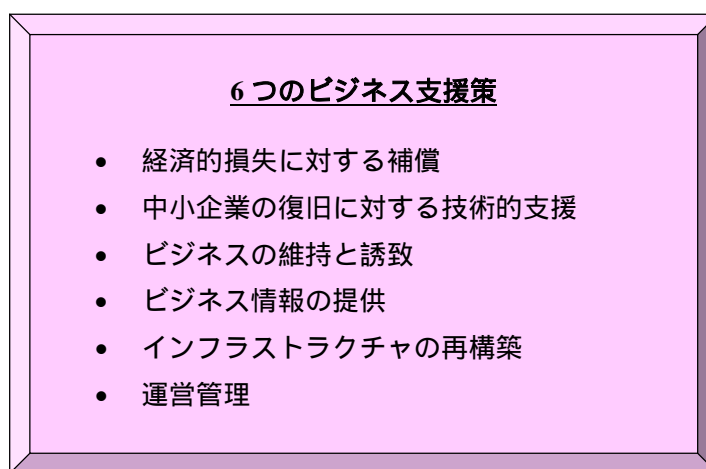 6 つのビジネス支援策
• 経済的損失に対する補償
• 中小企業の復旧に対する技術的支援
• ビジネスの維持と誘致
• ビジネス情報の提供
• インフラストラクチャの再構築
• 運営管理